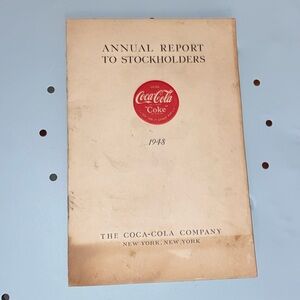 ANNUAL REPORT
TO STOCKHOLDERS
Coca-Cola
"Coke"
1948
THE COCA-COLA COMPANY
NEW YORK, NEW YORK